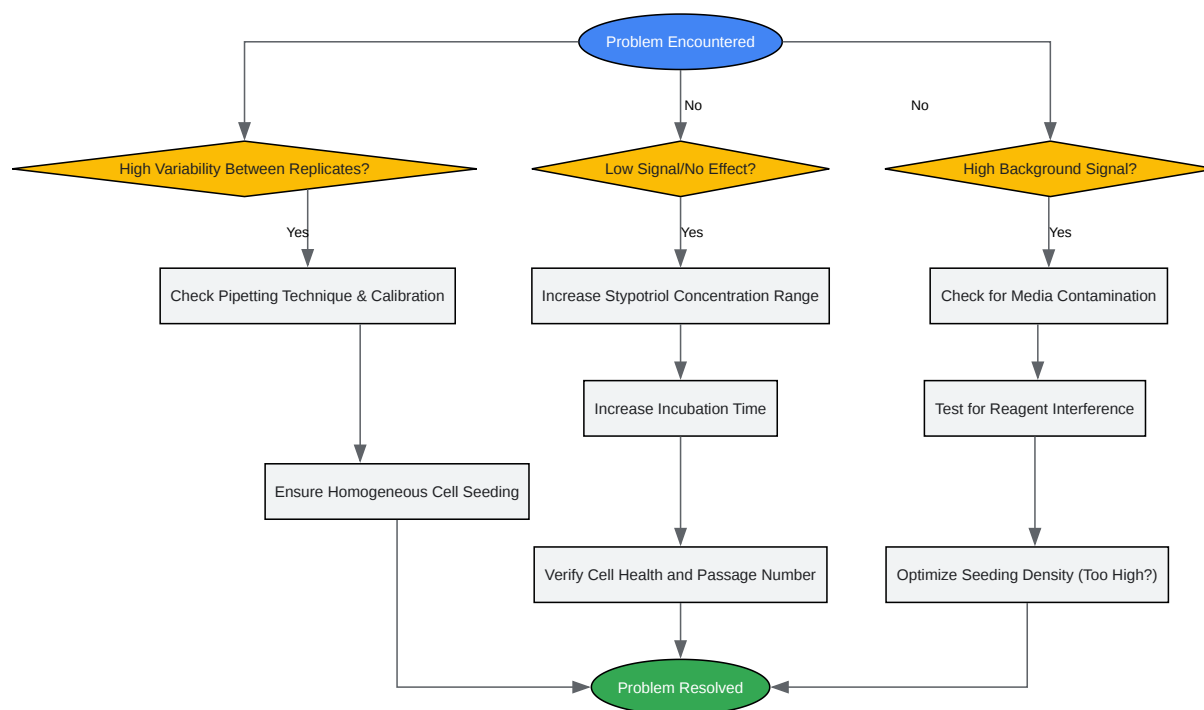 Problem Encountered
No
No
High Variability Between Replicates?
Low Signal/No Effect?
High Background Signal?
Yes
Yes
Yes
Check Pipetting Technique & Calibration
Increase Stypotriol Concentration Range
Check for Media Contamination
Increase Incubation Time
Test for Reagent Interference
Ensure Homogeneous Cell Seeding
Verify Cell Health and Passage Number
Optimize Seeding Density (Too High?)
Problem Resolved